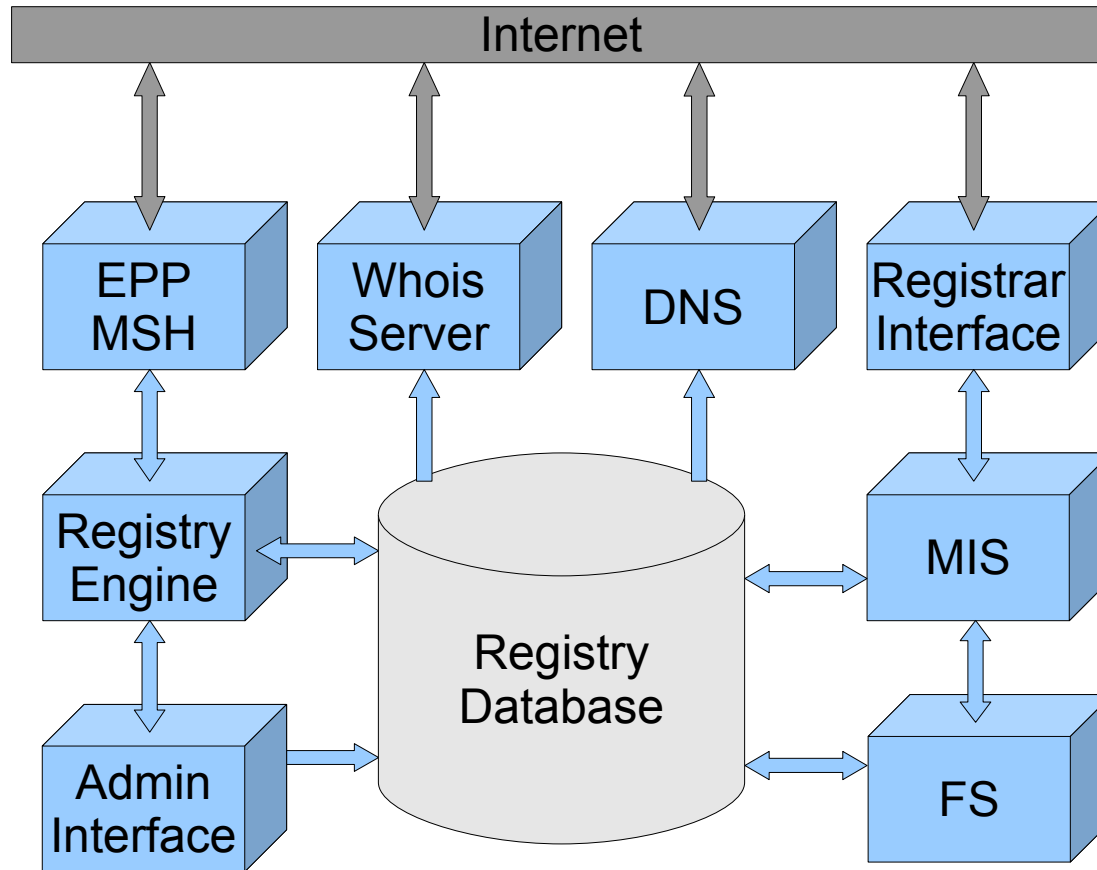 Internet
EPP
MSH
Whois
Server
DNS
Registrar
Interface
Registry
Engine
MIS
Registry
Database
Admin
Interface
FS